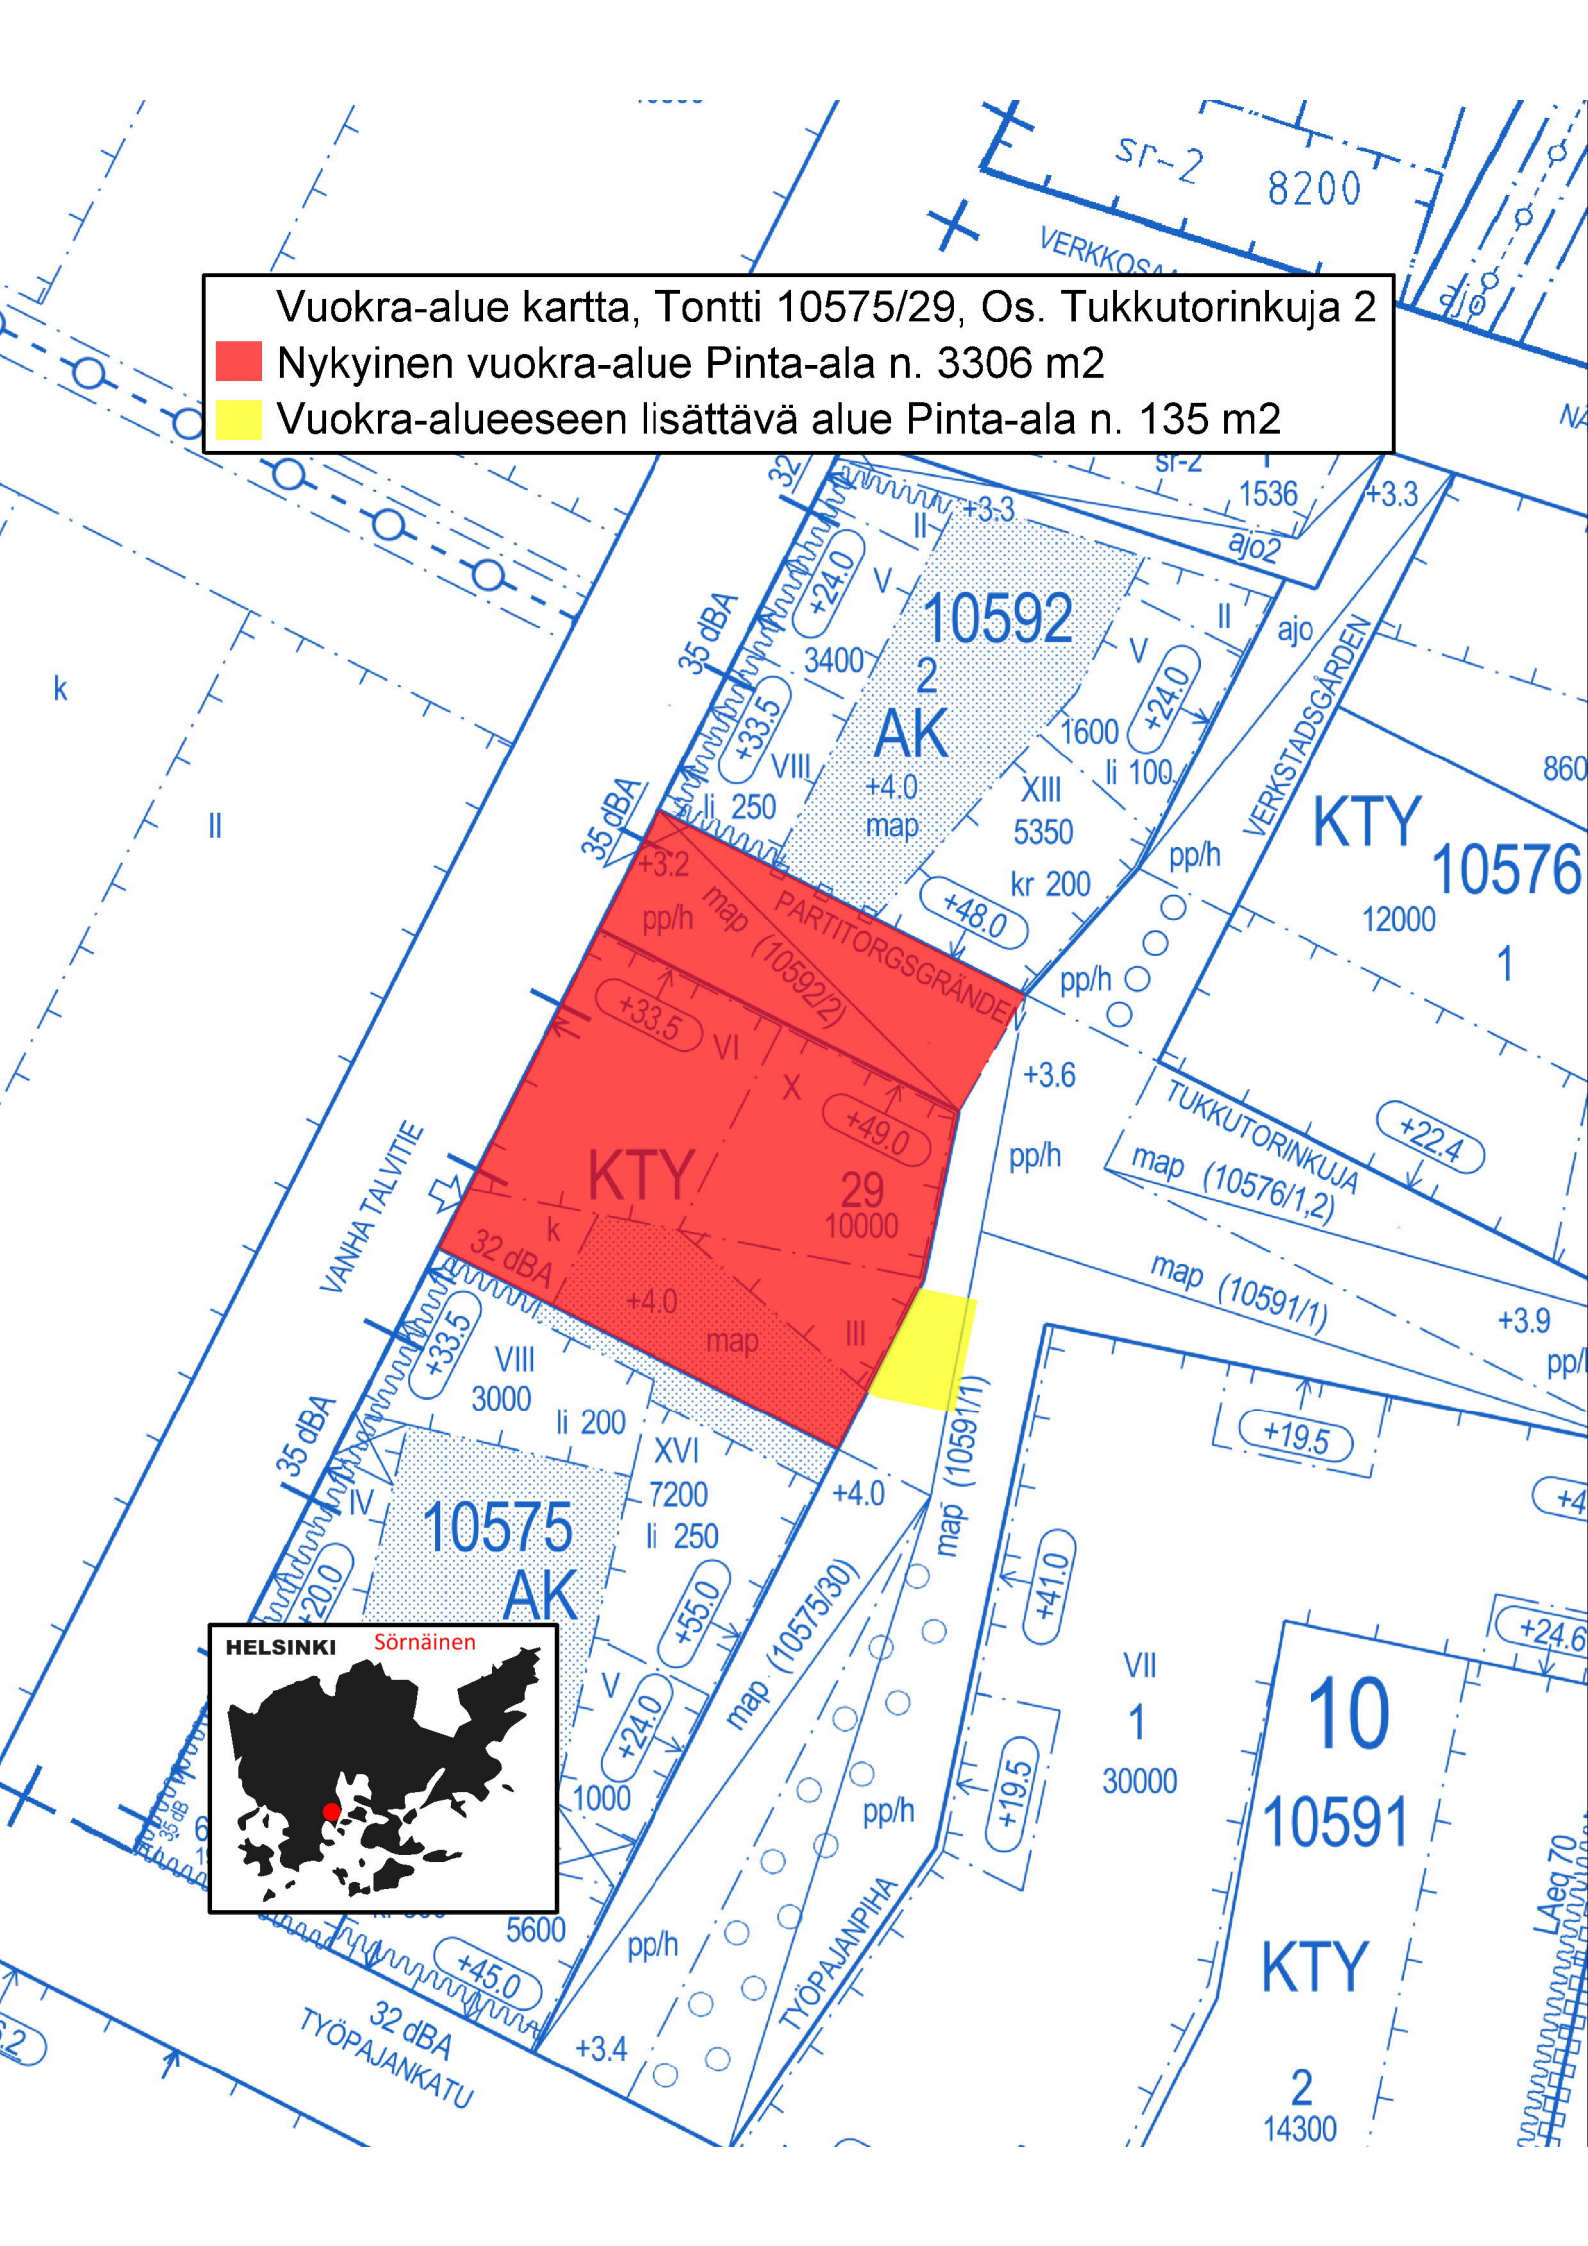 sr-2
8200
VERKKOSA
ajo
Vuokra-alue kartta, Tontti 10575/29, Os. Tukkutorinkuja 2
Nykyinen vuokra-alue Pinta-ala n. 3306 m2
Vuokra-alueeseen lisättävä alue Pinta-ala n. 135 m2
sr-2
1536
+3.3
32
+3.3
II
ajo2
+24.0
V
10592
II
ajo
35 dBA
3400
2
V
+24.0
VERKSTADSGÅRDEN
k
+33.5
AK
1600
VIII
+4.0
XIII
li 100
860
li 250
map
5350
KTY
II
35 dBA
pp/h
10576
+3.2
kr 200
12000
pp/h
map (10592/2)
PARTITORGSGRÄNDEN
+48.0
1
pp/h
+33.5
VI
X
+3.6
+49.0
TUKKUTORINKUJA
+22.4
VANHA TALVITIE
KTY
29
pp/h
map (10576/1,2)
10000
k
32 dBA
map (10591/1)
+4.0
+3.9
map
III
+33.5
VIII
pp/
3000
li 200
map (10591/1)
+19.5
35 dBA
XVI
IV
7200
+4.0
+4
10575
li 250
AK
+20.0
+55.0
map (10575/30)
+41.0
HELSINKI
Sörnäinen
+24.6
V
+24.0
VII
10
1
1000
+19.5
30000
35 dB
6
pp/h
10591
LAeq 70
5600
pp/h
TYÖPAJANPIHA
+45.0
KTY
32 dBA
TYÖPAJANKATU
+3.4
2
14300